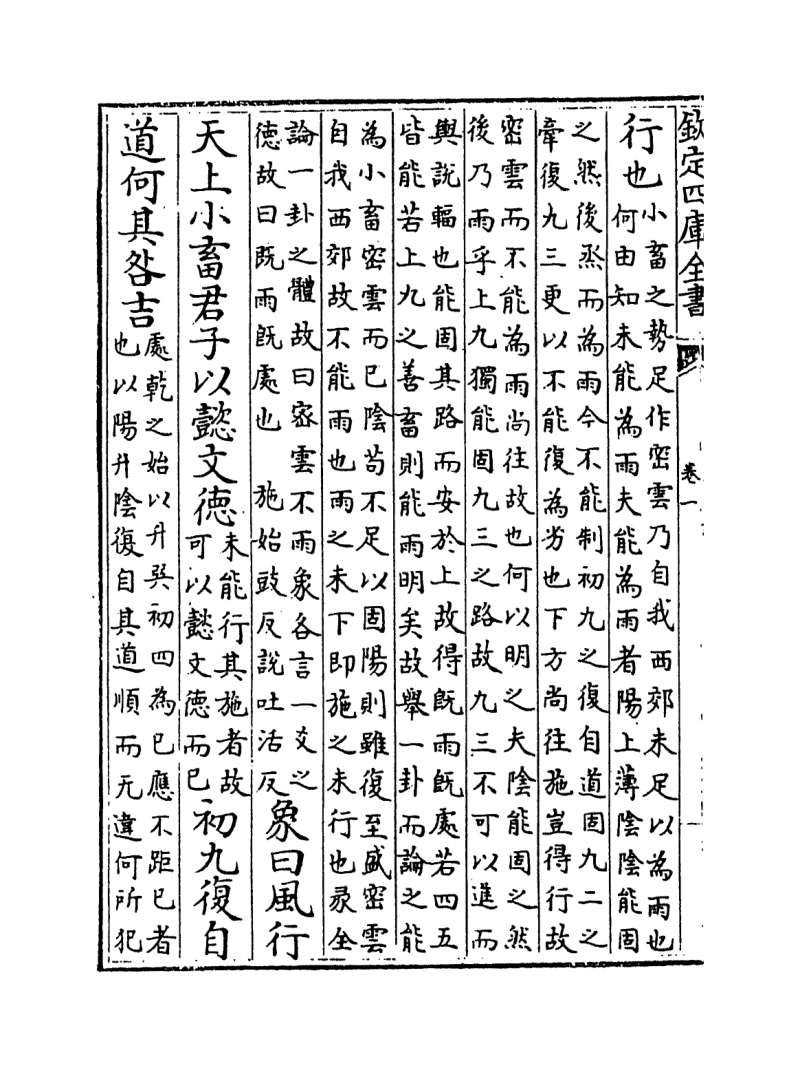 欽定四庫全書
卷一
行也
小畜之勢足作密雲乃自我西郊未足以為雨也
何由知未能為雨夫能為雨者陽上薄陰陰能固
之然後烝而為雨今不能制初九之復自道固九二之
牽復九三更以不能復為劣也下方尚往施豈得行故
密雲而不能為雨尚往故也何以明之夫陰能固之然
後乃雨乎上九獨能固九三之路故九三不可以進而
輿說輻也能固其路而安於上故得既雨既處若四五
皆能若上九之善畜則能雨明矣故舉一卦而論之能
為小畜密雲而已陰苟不足以固陽則雖復至盛密雲
自我西郊故不能雨也雨之未下即施之未行也彖全
論一卦之體故曰密雲不雨象各言一爻之
德故曰既雨既處也
施始豉反說吐活反
象曰風行
天上小畜君子以懿文德
未能行其施者故
可以懿文德而已
初九復自
道何其咎吉
處乾之始以升巽初四為已應不距已者
也以陽升陰復自其道順而无違何所犯